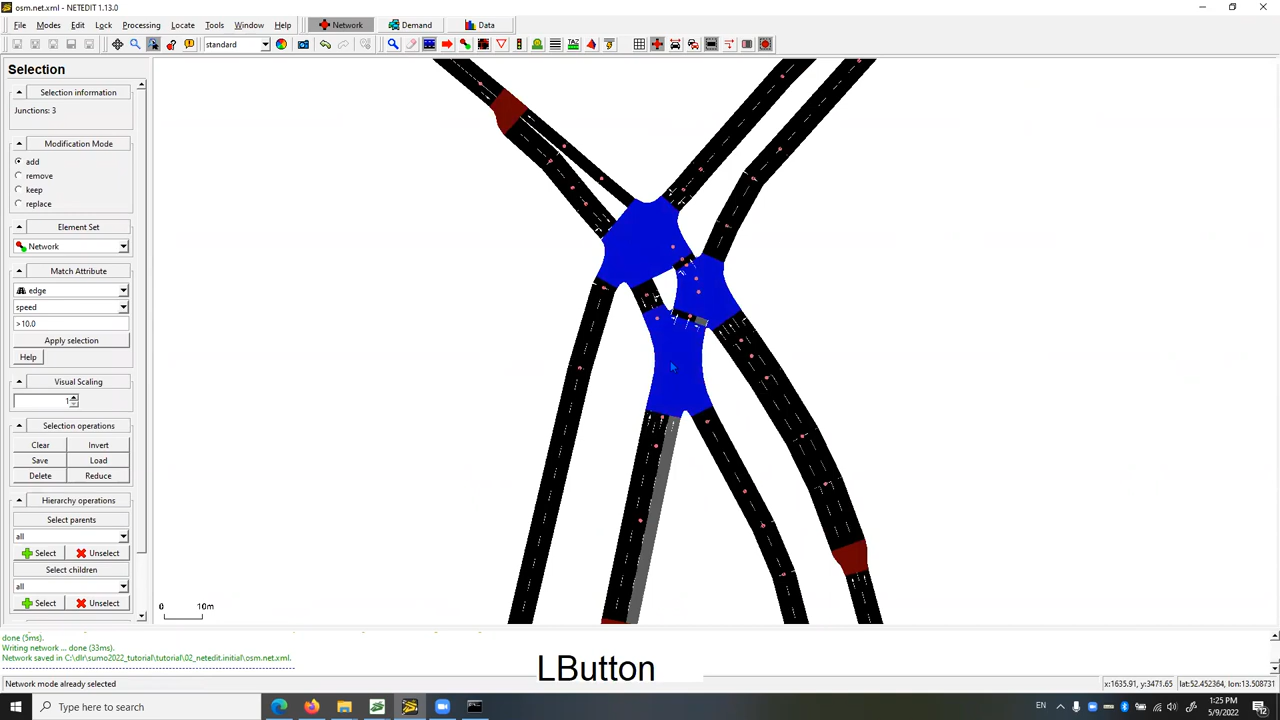 osm.net.xml - NETEDIT 1.13.0
File Edit Lock Processing Locate Tools Window Help Network Demand Data
standard TAZ
Selection
Selection information
Junctions: 3
Modification Mode
add
remove
keep
replace
Element Set
Network
Match Attribute
edge
speed
>10.0
Apply selection
Help
Visual Scaling
1
Selection operations
Clear Invert
Save Load
Delete Reduce
Hierarchy operations
Select parents
all
Select Unselect
Select children
all
Select Unselect
0 10m
done (5ms).
Writing network ... done (33ms).
Network saved in C:\dlr\sumo2022_tutorial\tutorial\02_netedit.initial\osm.net.xml.
LButton
Network mode already selected
x:1635.91, y:3471.65 lat:52.452364, lon:13.508731
Type here to search
EN
1:25 PM
5/9/2022